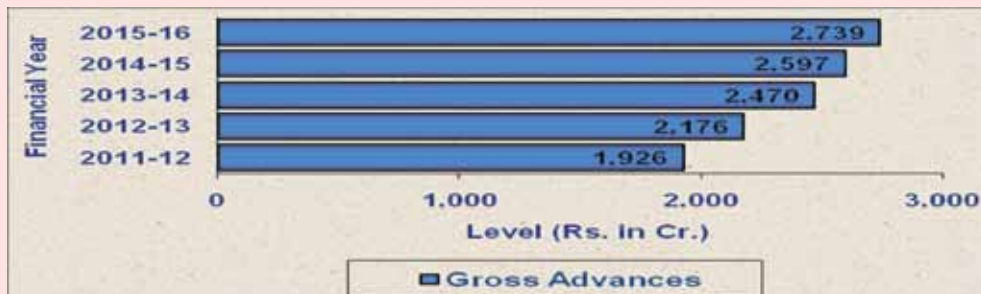 Financial Year
2015-16 2,739
2014-15 2,597
2013-14 2,470
2012-13 2,176
2011-12 1,926
0 1,000 2,000 3,000
Level (Rs. in Cr.)
Gross Advances